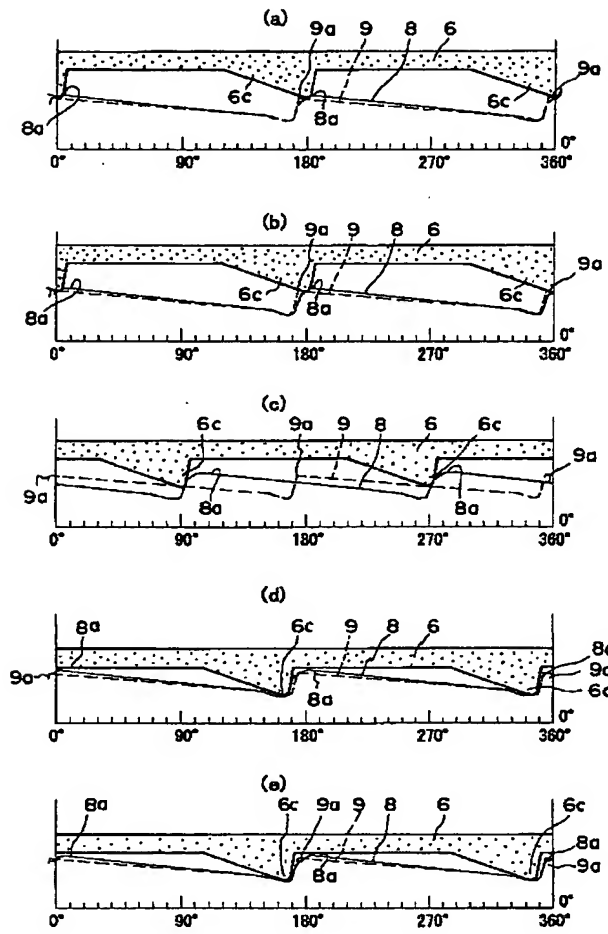 (a)
9a 9 8 6
6c 6c 9a
8a 8a
0°
0° 90° 180° 270° 360°
(b)
9a 9 8 6
6c 6c 9a
8a 8a
0°
0° 90° 180° 270° 360°
(c)
6c 9a 9 8 6 6c
9a 8a 8a 9a
0°
0° 90° 180° 270° 360°
(d)
8a 6c 9 8 6
9a 8a 8a 9a 6c
0°
0° 90° 180° 270° 360°
(e)
8a 6c 9a 9 8 6 6c
8a 8a 9a
0°
0° 90° 180° 270° 360°